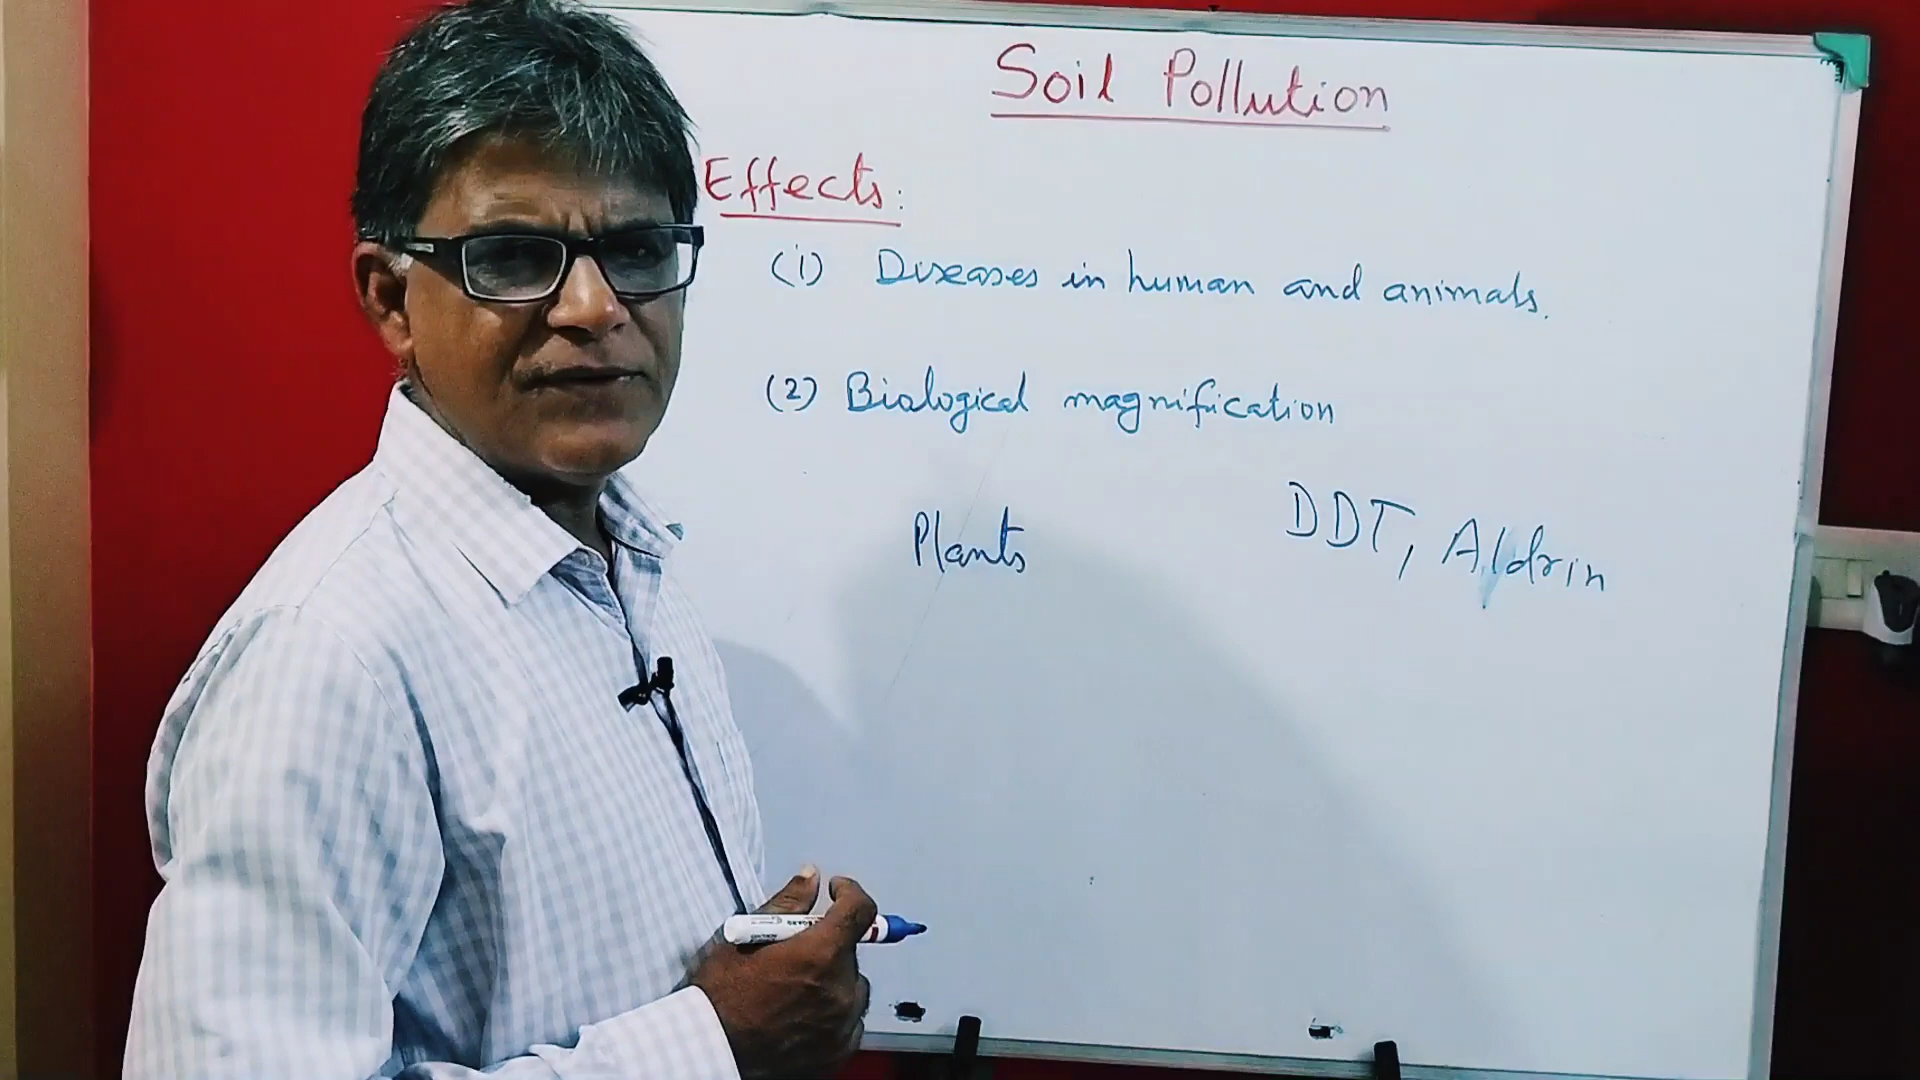 Soil Pollution
Effects:
(1) Diseases in human and animals.
(2) Biological magnification
Plants
DDT, Aldrin